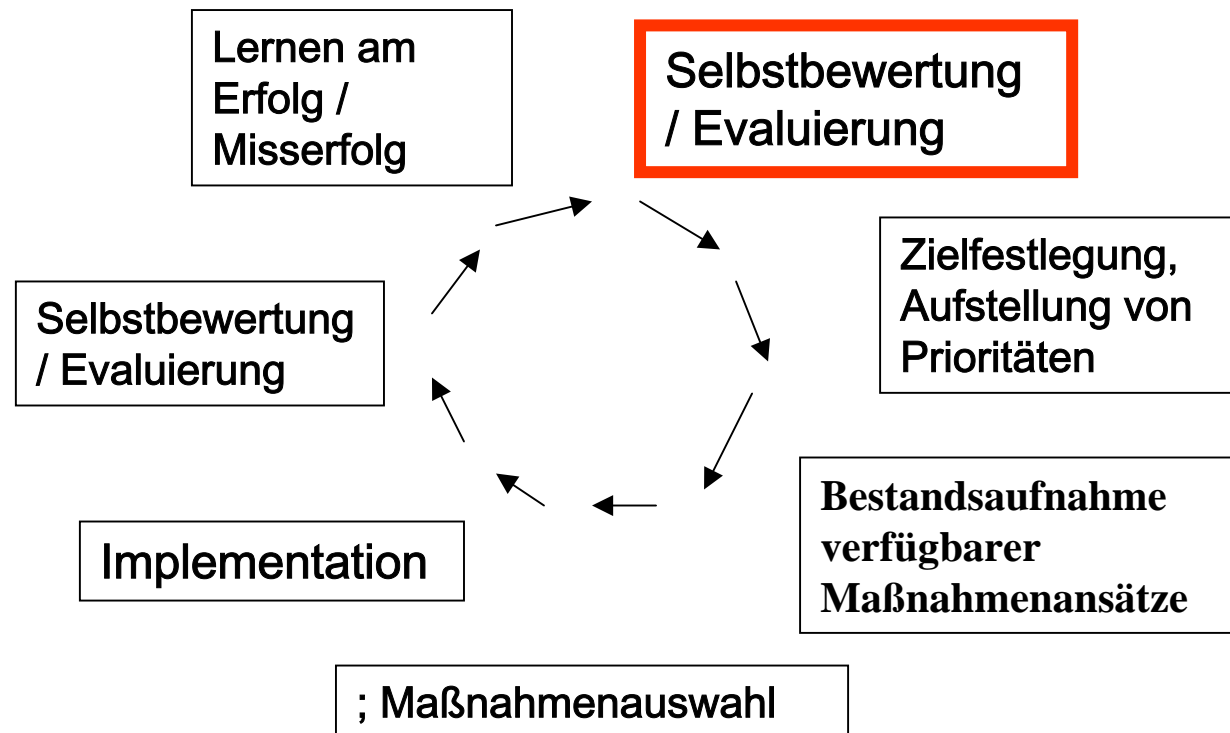 Lernen am
Erfolg /
Misserfolg
Selbstbewertung
/ Evaluierung
Zielfestlegung,
Aufstellung von
Prioritäten
Bestandsaufnahme
verfügbarer
Maßnahmenansätze
; Maßnahmenauswahl
Implementation
Selbstbewertung
/ Evaluierung